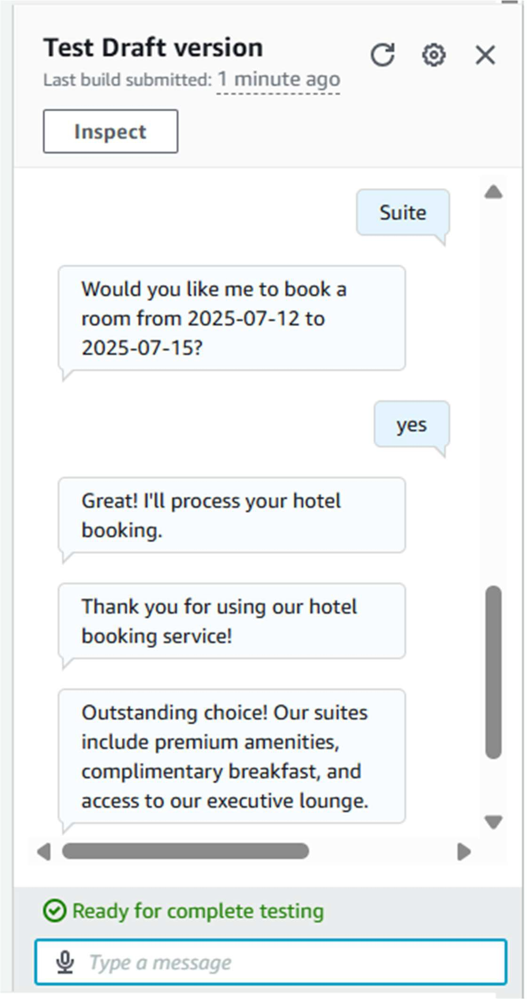 Test Draft version
Last build submitted: 1 minute ago
Inspect
Suite
Would you like me to book a
room from 2025-07-12 to
2025-07-15?
yes
Great! I'll process your hotel
booking.
Thank you for using our hotel
booking service!
Outstanding choice! Our suites
include premium amenities,
complimentary breakfast, and
access to our executive lounge.
Ready for complete testing
Type a message